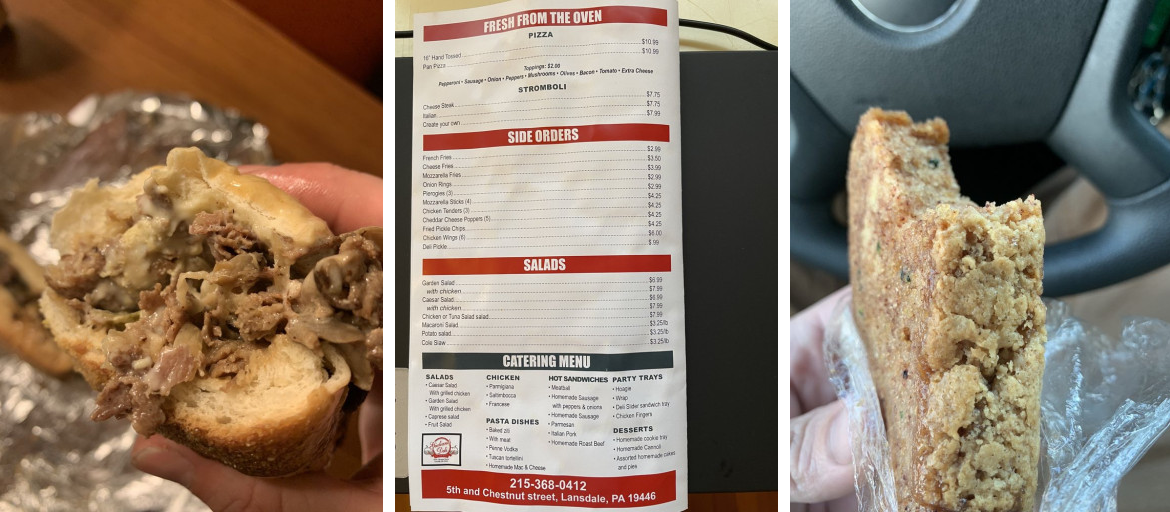 FRESH FROM THE OVEN
PIZZA
16" Hand Tossed $10.99
Pan Pizza $10.99
Toppings: $2.00
Pepperoni • Sausage • Onion • Peppers • Mushrooms • Olives • Bacon • Tomato • Extra Cheese
STROMBOLI
Cheese Steak $7.75
Italian $7.75
Create your own $7.99
SIDE ORDERS
French Fries $2.99
Cheese Fries $3.50
Mozzarella Fries $3.99
Onion Rings $2.99
Pierogies (3) $2.99
Mozzarella Sticks (4) $4.25
Chicken Tenders (3) $4.25
Cheddar Cheese Poppers (5) $4.25
Fried Pickle Chips $4.25
Chicken Wings (6) $6.00
Deli Pickle $.99
SALADS
Garden Salad $6.99
with chicken $7.99
Caesar Salad $6.99
with chicken $7.99
Chicken or Tuna Salad salad $7.99
Macaroni Salad $3.25/lb
Potato salad $3.25/lb
Cole Slaw $3.25/lb
CATERING MENU
SALADS
• Caesar Salad
With grilled chicken
• Garden Salad
With grilled chicken
• Caprese salad
• Fruit Salad
CHICKEN
• Parmigiana
• Saltimbocca
• Francese
PASTA DISHES
• Baked ziti
• With meat
• Penne Vodka
• Tuscan tortellini
• Homemade Mac & Cheese
HOT SANDWICHES
• Meatball
• Homemade Sausage
with peppers & onions
• Homemade Sausage
• Parmesan
• Italian Pork
• Homemade Roast Beef
PARTY TRAYS
• Hoagie
• Wrap
• Deli Slider sandwich tray
• Chicken Fingers
DESSERTS
• Homemade cookie tray
• Homemade Cannoli
• Assorted homemade cakes
and pies
215-368-0412
5th and Chestnut street, Lansdale, PA 19446